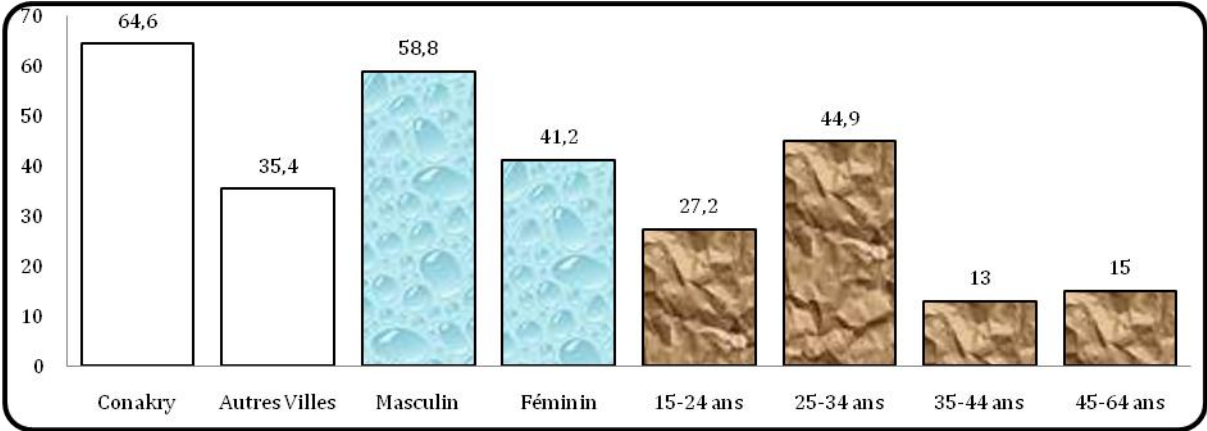 70
60
50
40
30
20
10
0
64,6
35,4
58,8
41,2
27,2
44,9
13
15
Conakry
Autres Villes
Masculin
Féminin
15-24 ans
25-34 ans
35-44 ans
45-64 ans